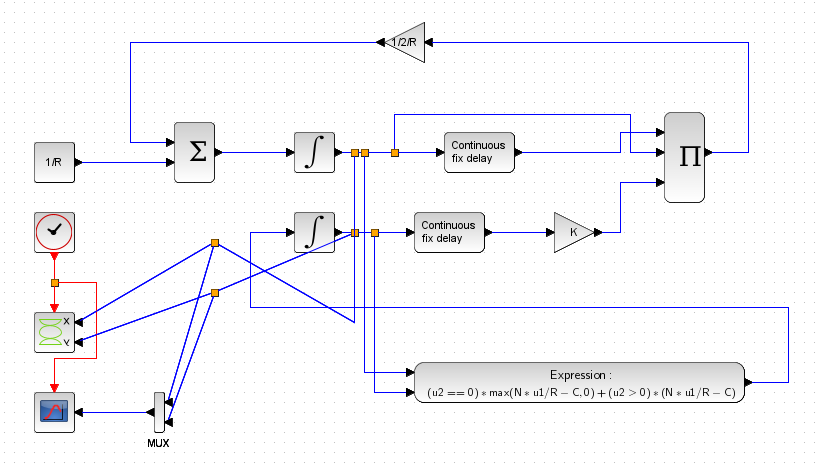 1/2/R
1/R
Σ
∫
Continuous
fix delay
Π
∫
Continuous
fix delay
K
X
Y
Expression :
(u2 == 0) * max(N * u1/R − C, 0) + (u2 > 0) * (N * u1/R − C)
MUX